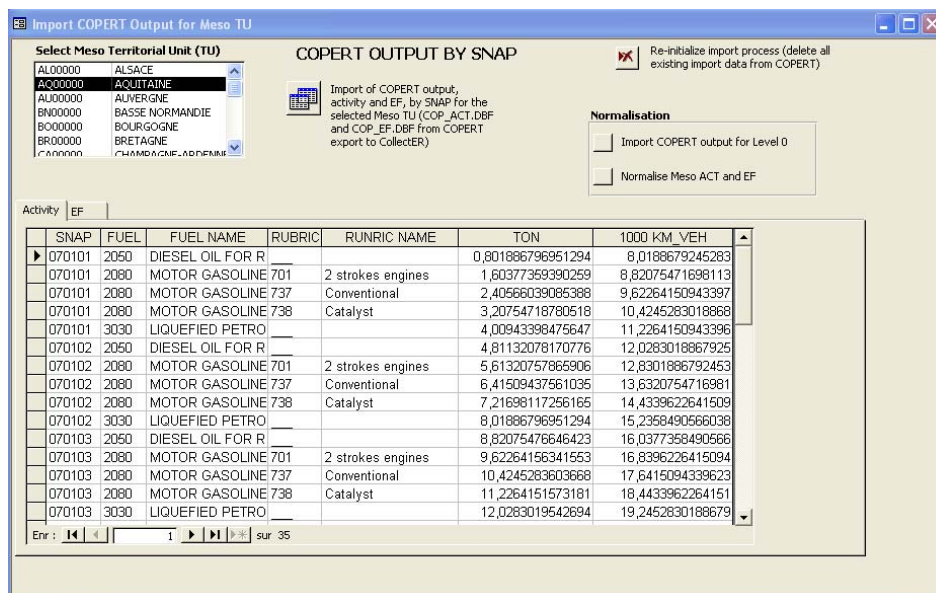 Import COPERT Output for Meso TU
Select Meso Territorial Unit (TU)
AL00000 ALSACE
AQ00000 AQUITAINE
AU00000 AUVERGNE
BN00000 BASSE NORMANDIE
BO00000 BOURGOGNE
BR00000 BRETAGNE
CA00000 CHAMPAGNE-ARDENNE
COPERT OUTPUT BY SNAP
Import of COPERT output,
activity and EF, by SNAP for the
selected Meso TU (COP_ACT.DBF
and COP_EF.DBF from COPERT
export to CollectER)
Re-initialize import process (delete all
existing import data from COPERT)
Normalisation
Import COPERT output for Level 0
Normalise Meso ACT and EF
Activity EF
SNAP FUEL FUEL NAME RUBRIC RUNRIC NAME TON 1000 KM_VEH
070101 2050 DIESEL OIL FOR R ___ 0,801886796951294 8,0188679245283
070101 2080 MOTOR GASOLINE 701 2 strokes engines 1,60377359390259 8,82075471698113
070101 2080 MOTOR GASOLINE 737 Conventional 2,40566039085388 9,62264150943397
070101 2080 MOTOR GASOLINE 738 Catalyst 3,20754718780518 10,4245283018868
070101 3030 LIQUEFIED PETRO ___ 4,00943398475647 11,2264150943396
070102 2050 DIESEL OIL FOR R ___ 4,81132078170776 12,0283018867925
070102 2080 MOTOR GASOLINE 701 2 strokes engines 5,61320757865906 12,8301886792453
070102 2080 MOTOR GASOLINE 737 Conventional 6,41509437561035 13,6320754716981
070102 2080 MOTOR GASOLINE 738 Catalyst 7,21698117256165 14,4339622641509
070102 3030 LIQUEFIED PETRO ___ 8,01886796951294 15,2358490566038
070103 2050 DIESEL OIL FOR R ___ 8,82075476646423 16,0377358490566
070103 2080 MOTOR GASOLINE 701 2 strokes engines 9,62264156341553 16,8396226415094
070103 2080 MOTOR GASOLINE 737 Conventional 10,4245283603668 17,6415094339623
070103 2080 MOTOR GASOLINE 738 Catalyst 11,2264151573181 18,4433962264151
070103 3030 LIQUEFIED PETRO ___ 12,0283019542694 19,2452830188679
Enr : 1 sur 35